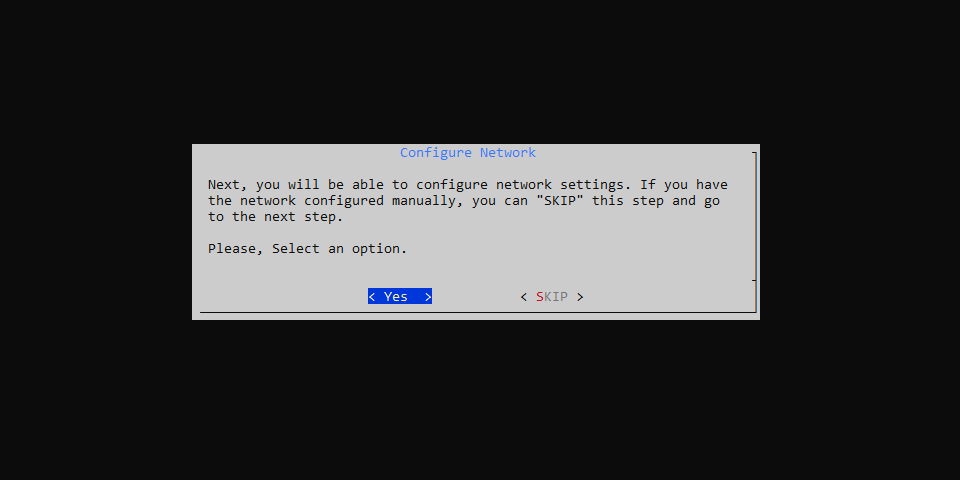 Configure Network
Next, you will be able to configure network settings. If you have
the network configured manually, you can "SKIP" this step and go
to the next step.
Please, Select an option.
< Yes > < SKIP >